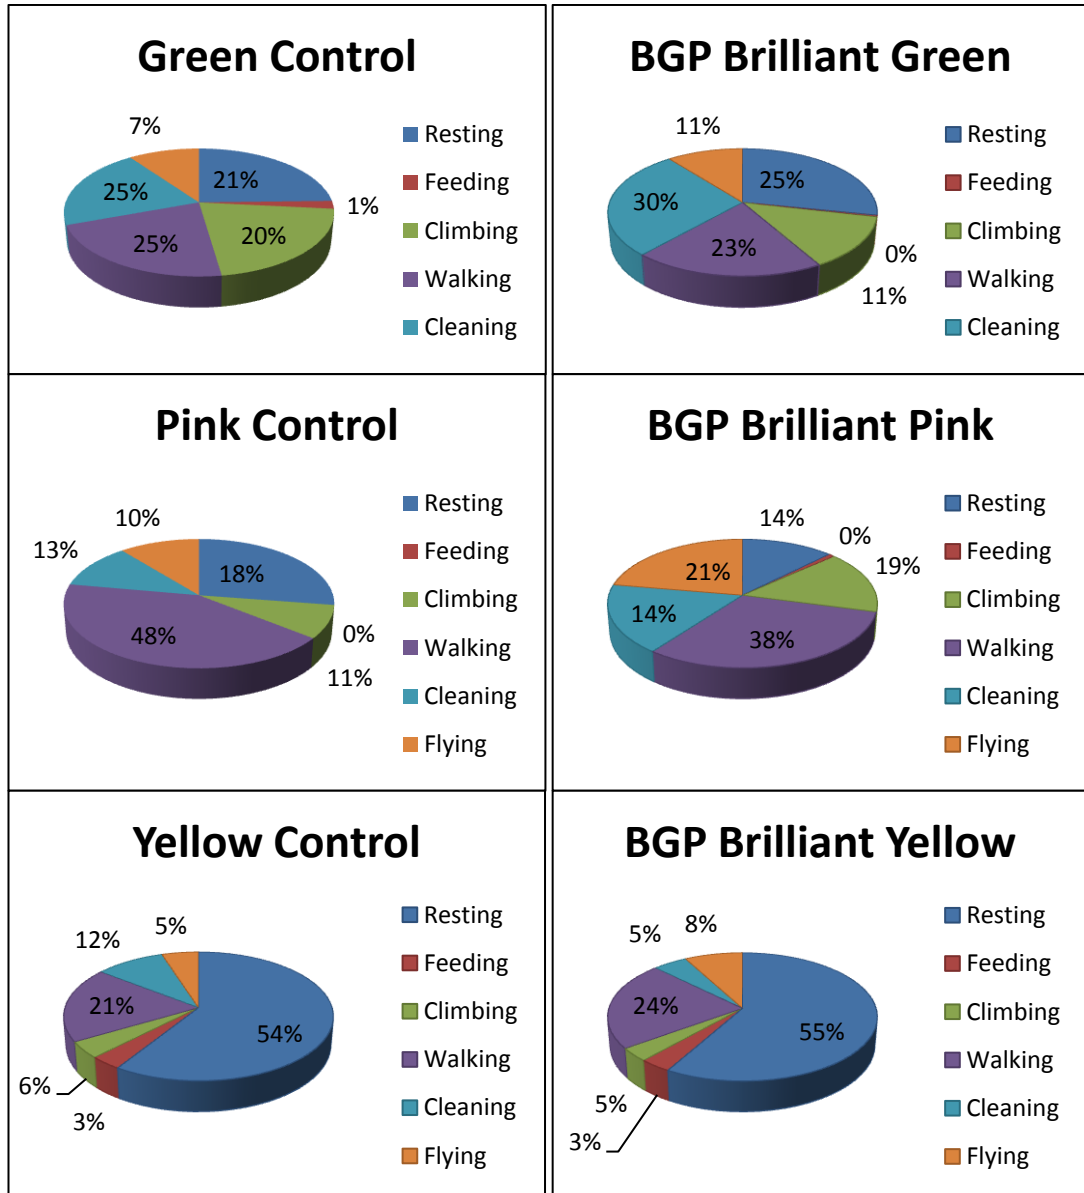 Green Control
7%
21%
1%
20%
25%
25%
Resting
Feeding
Climbing
Walking
Cleaning
BGP Brilliant Green
11%
25%
0%
11%
23%
30%
Resting
Feeding
Climbing
Walking
Cleaning
Pink Control
10%
18%
0%
11%
48%
13%
Resting
Feeding
Climbing
Walking
Cleaning
Flying
BGP Brilliant Pink
14%
0%
19%
38%
14%
21%
Resting
Feeding
Climbing
Walking
Cleaning
Flying
Yellow Control
5%
12%
21%
54%
6%
3%
Resting
Feeding
Climbing
Walking
Cleaning
Flying
BGP Brilliant Yellow
8%
5%
24%
55%
5%
3%
Resting
Feeding
Climbing
Walking
Cleaning
Flying